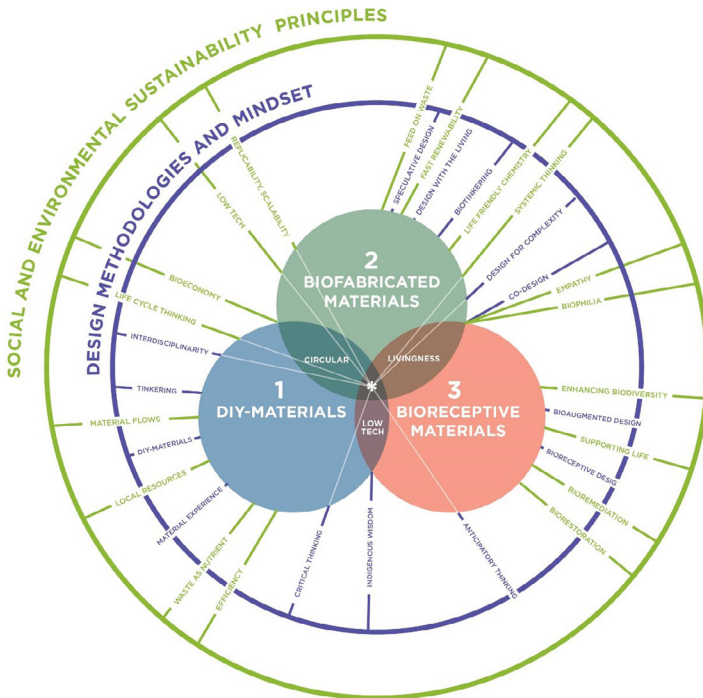 SOCIAL AND ENVIRONMENTAL SUSTAINABILITY PRINCIPLES
DESIGN METHODOLOGIES AND MINDSET
REPLICABILITY, SCALABILITY
LOW TECH
BIOECONOMY
LIFE CYCLE THINKING
INTERDISCIPLINARITY
TINKERING
MATERIAL FLOWS
DIY-MATERIALS
LOCAL RESOURCES
MATERIAL EXPERIENCE
WASTE AS NUTRIENT
EFFICIENCY
CRITICAL THINKING
INDIGENOUS WISDOM
ANTICIPATORY THINKING
FEED ON WASTE
SPECULATIVE DESIGN
FAST RENEWABILITY
DESIGN WITH THE LIVING
BIOTINKERING
LIFE FRIENDLY CHEMISTRY
SYSTEMIC THINKING
DESIGN FOR COMPLEXITY
CO-DESIGN
EMPATHY
BIOPHILIA
ENHANCING BIODIVERSITY
BIOAUGMENTED DESIGN
SUPPORTING LIFE
BIORECEPTIVE DESIG
BIOREMEDIATION
BIORESTORATION
2
BIOFABRICATED
MATERIALS
CIRCULAR
LIVINGNESS
1
DIY-MATERIALS
*
LOW
TECH
3
BIORECEPTIVE
MATERIALS